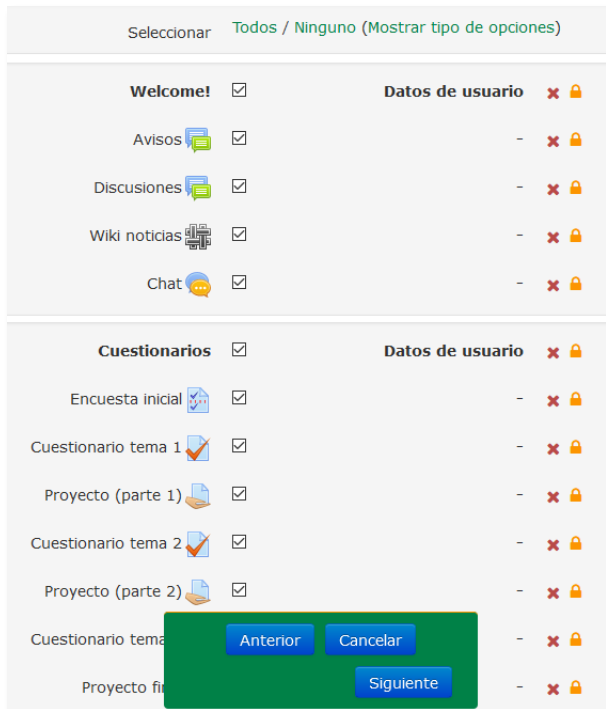 Seleccionar Todos / Ninguno (Mostrar tipo de opciones)
Welcome! Datos de usuario
Avisos -
Discusiones -
Wiki noticias -
Chat -
Cuestionarios Datos de usuario
Encuesta inicial -
Cuestionario tema 1 -
Proyecto (parte 1) -
Cuestionario tema 2 -
Proyecto (parte 2) -
Cuestionario tema Anterior Cancelar -
Proyecto Siguiente -